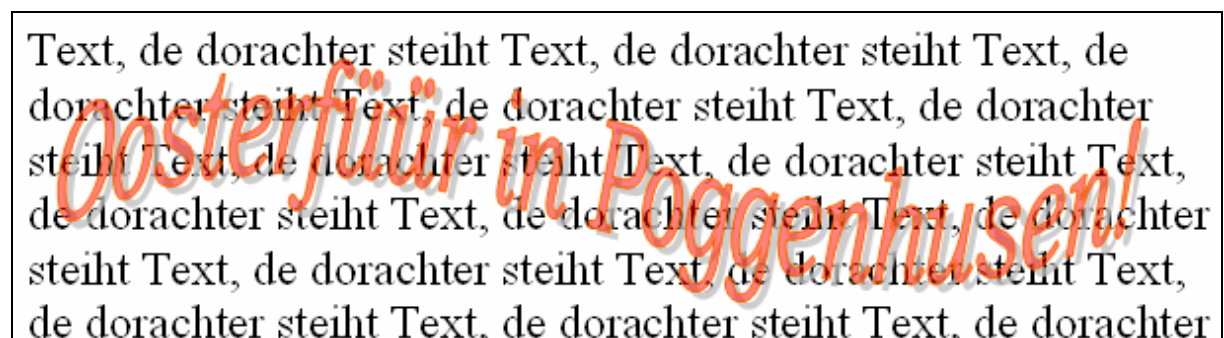 Text, de dorachter steiht Text, de dorachter steiht Text, de
dorachter steiht Text, de dorachter steiht Text, de dorachter
steiht Text, de dorachter steiht Text, de dorachter steiht Text,
de dorachter steiht Text, de dorachter steiht Text, de dorachter
steiht Text, de dorachter steiht Text, de dorachter steiht Text,
de dorachter steiht Text, de dorachter steiht Text, de dorachter
Oosterfüür in Poggenhusen!